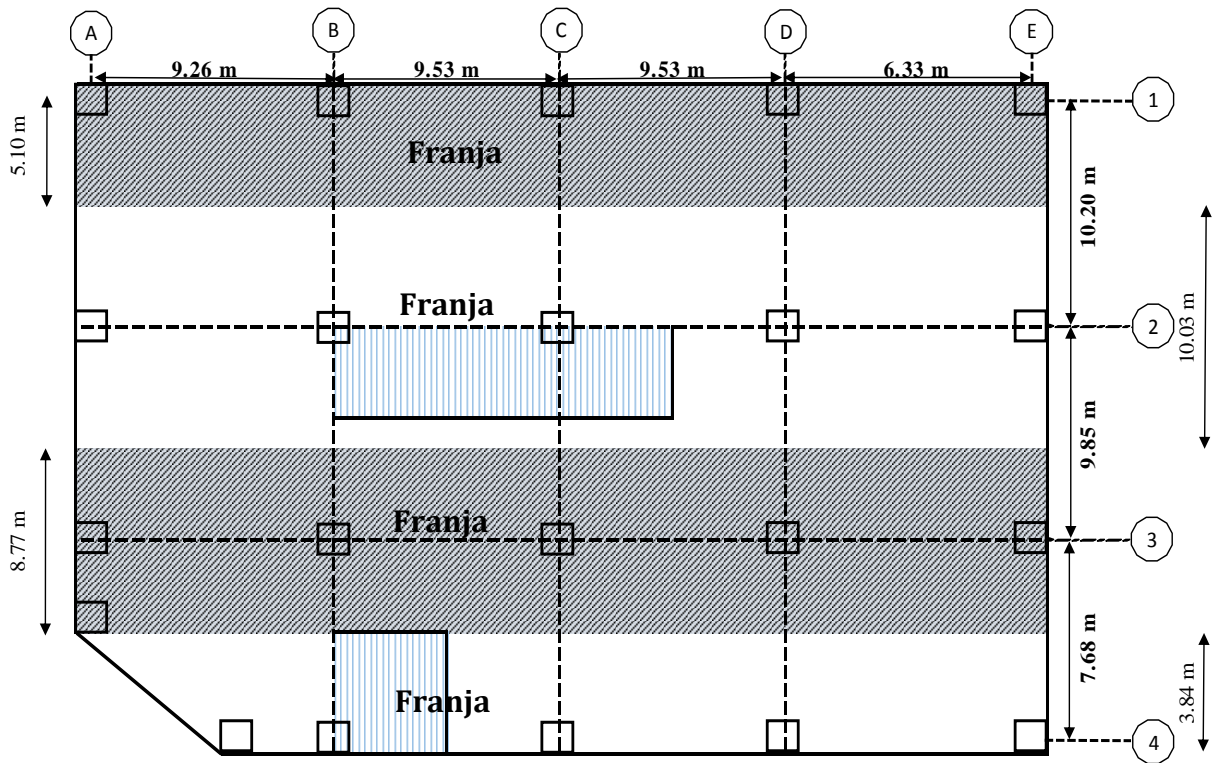 A
B
C
D
E
9.26 m
9.53 m
9.53 m
6.33 m
1
5.10 m
Franja
10.20 m
Franja
2
10.03 m
9.85 m
8.77 m
Franja
3
7.68 m
Franja
3.84 m
4